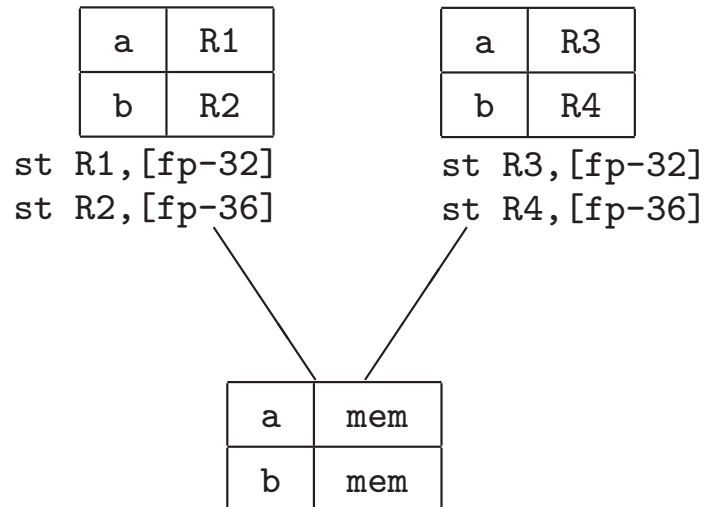 a R1
b R2
st R1,[fp-32]
st R2,[fp-36]
a R3
b R4
st R3,[fp-32]
st R4,[fp-36]
a mem
b mem